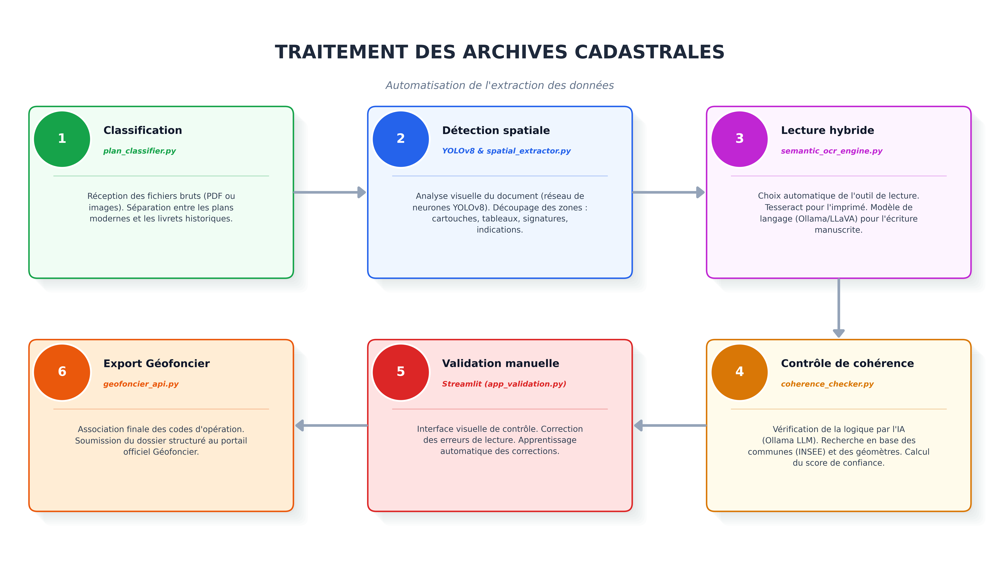 TRAITEMENT DES ARCHIVES CADASTRALES
Automatisation de l'extraction des données
1
Classification
plan_classifier.py
Réception des fichiers bruts (PDF ou
images). Séparation entre les plans
modernes et les livrets historiques.
2
Détection spatiale
YOLOv8 & spatial_extractor.py
Analyse visuelle du document (réseau de
neurones YOLOv8). Découpage des zones :
cartouches, tableaux, signatures,
indications.
3
Lecture hybride
semantic_ocr_engine.py
Choix automatique de l'outil de lecture.
Tesseract pour l'imprimé. Modèle de
langage (Ollama/LLaVA) pour l'écriture
manuscrite.
4
Contrôle de cohérence
coherence_checker.py
Vérification de la logique par l'IA
(Ollama LLM). Recherche en base des
communes (INSEE) et des géomètres. Calcul
du score de confiance.
5
Validation manuelle
Streamlit (app_validation.py)
Interface visuelle de contrôle. Correction
des erreurs de lecture. Apprentissage
automatique des corrections.
6
Export Géofoncier
geofoncier_api.py
Association finale des codes d'opération.
Soumission du dossier structuré au portail
officiel Géofoncier.